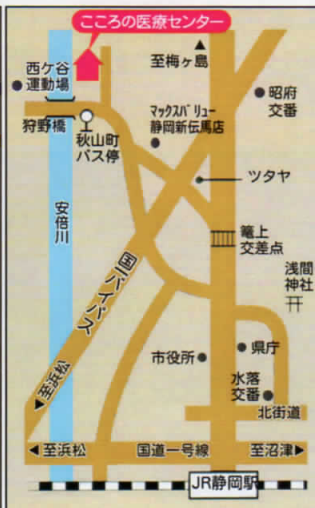 こころの医療センター
西ケ谷
運動場
至梅ヶ島
昭府
交番
狩野橋
秋山町
バス停
マックスバリュー
静岡新伝馬店
ツタヤ
安倍川
籠上
交差点
国一バイパス
浅間
神社
至浜松
市役所
県庁
水落
交番
北街道
至浜松
国道一号線
至沼津
JR静岡駅